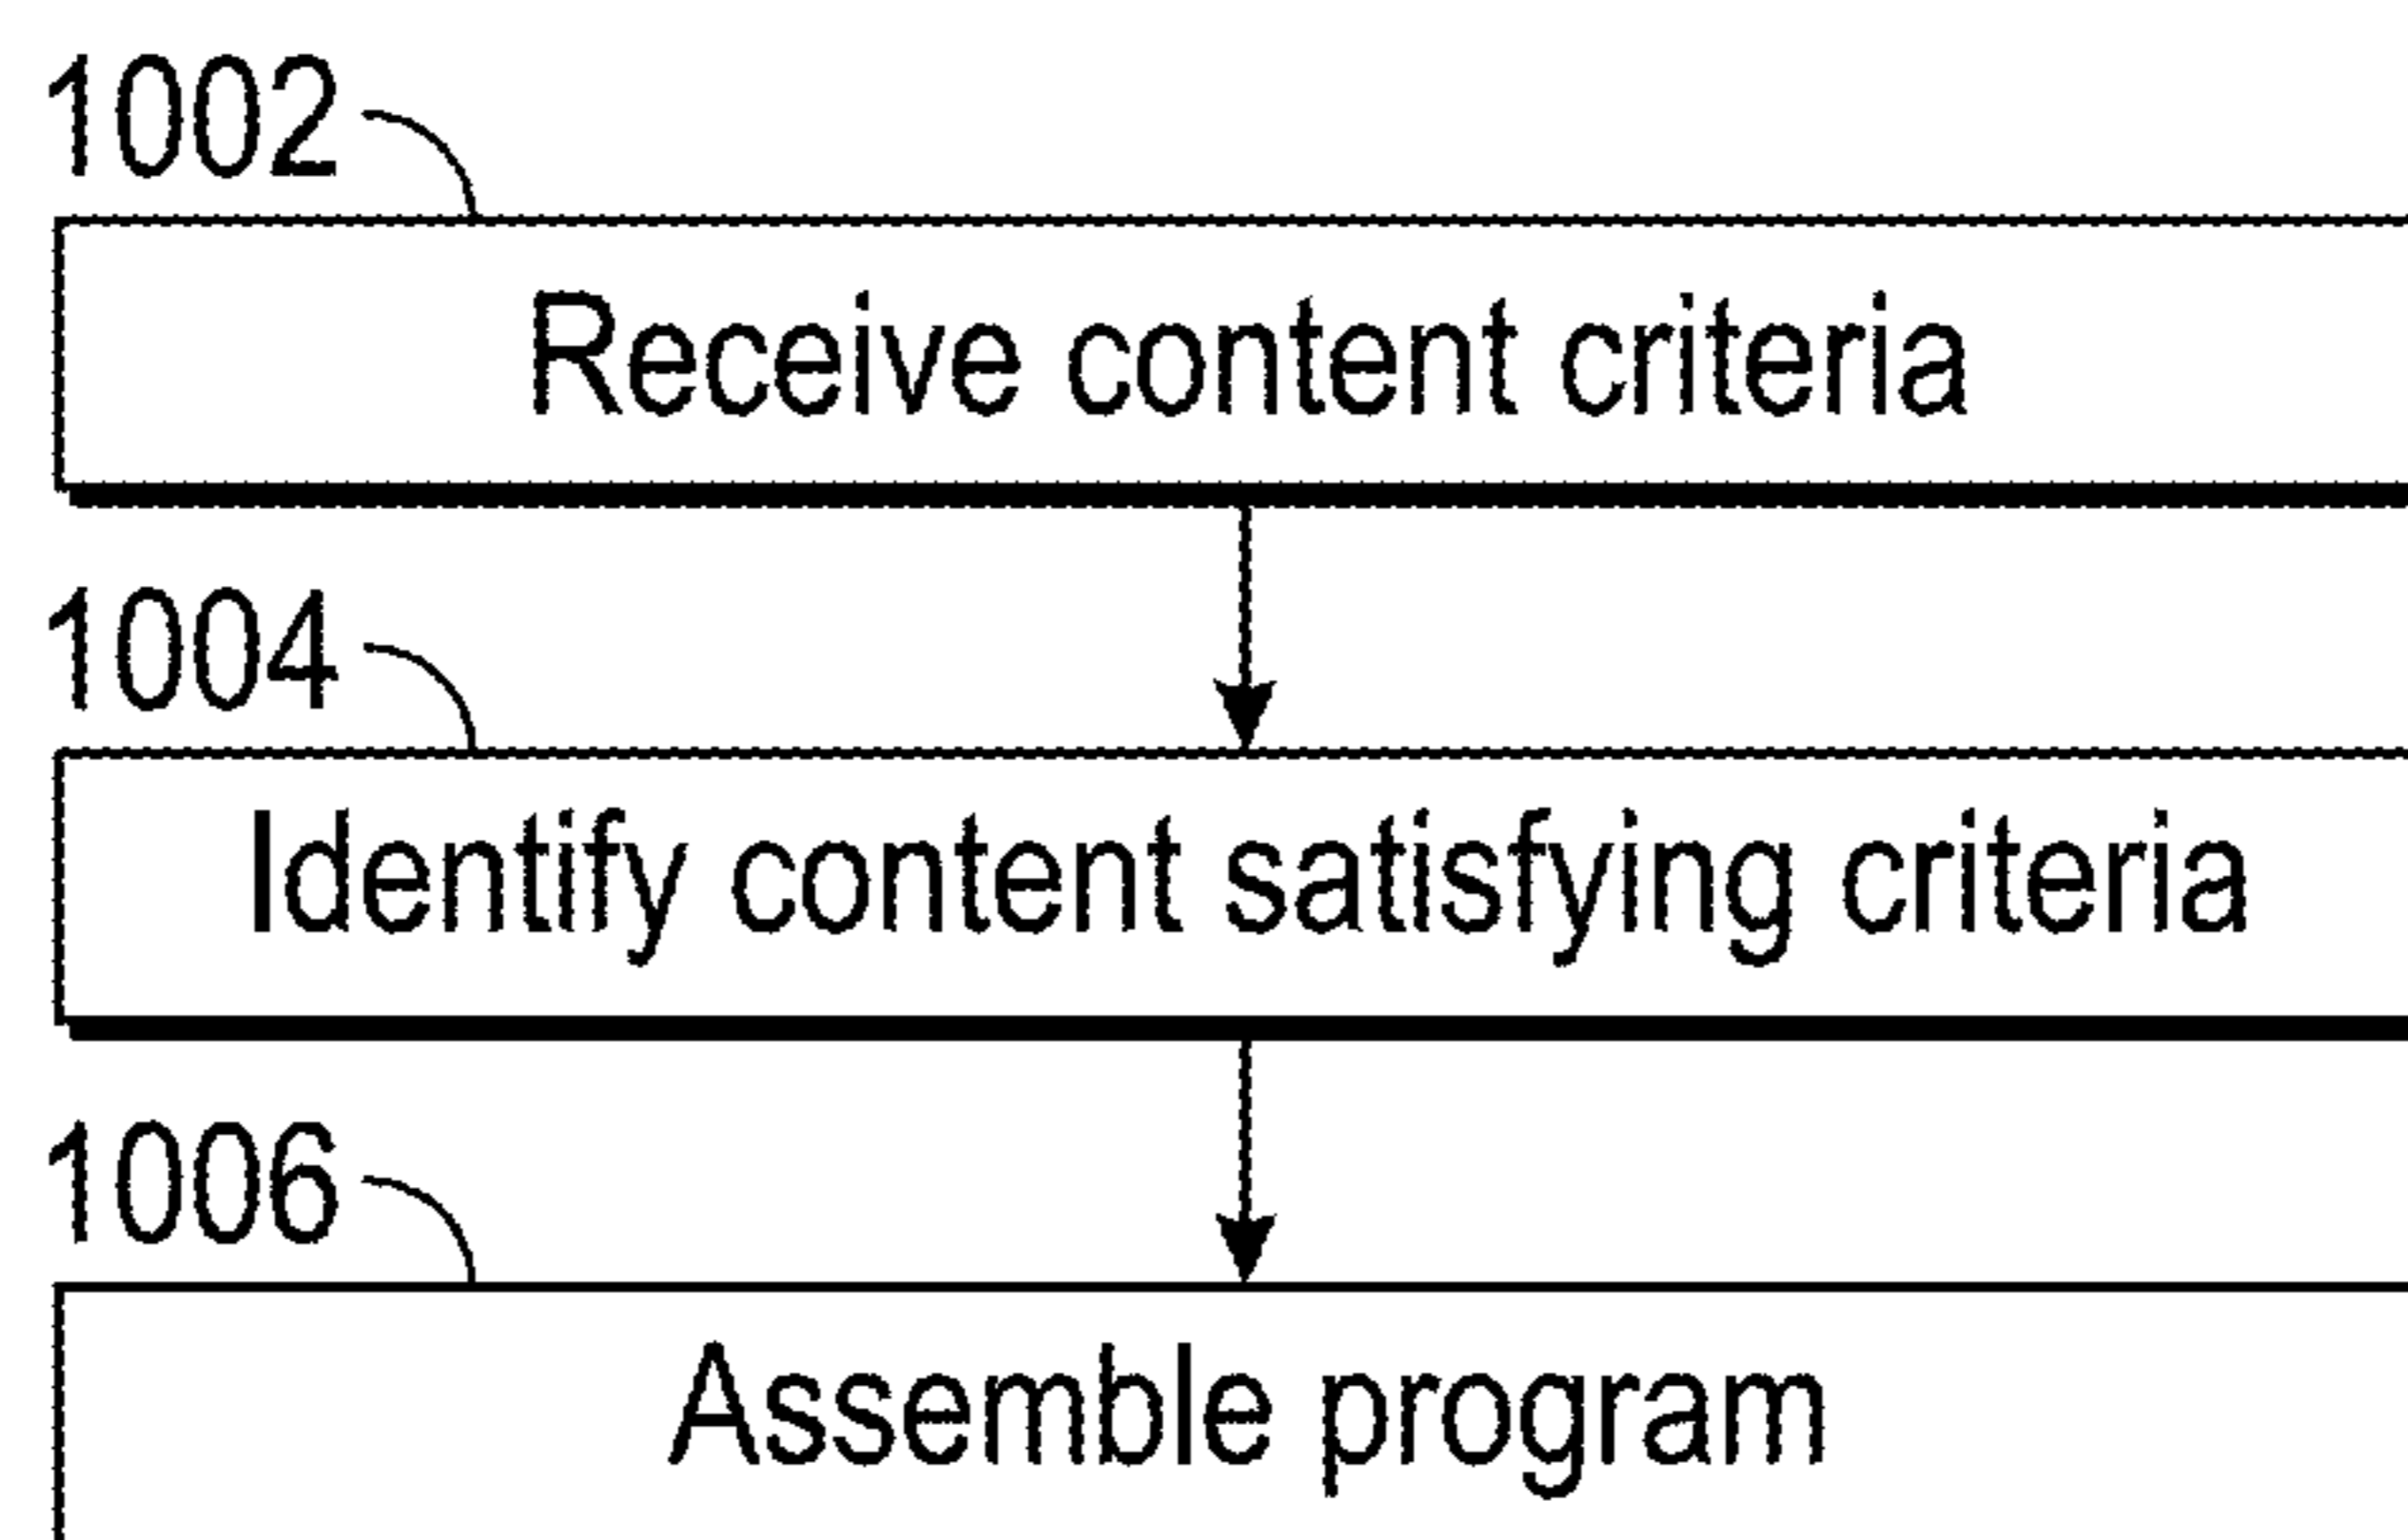 1002
Receive content criteria
1004
Identify content satisfying criteria
1006
Assemble program